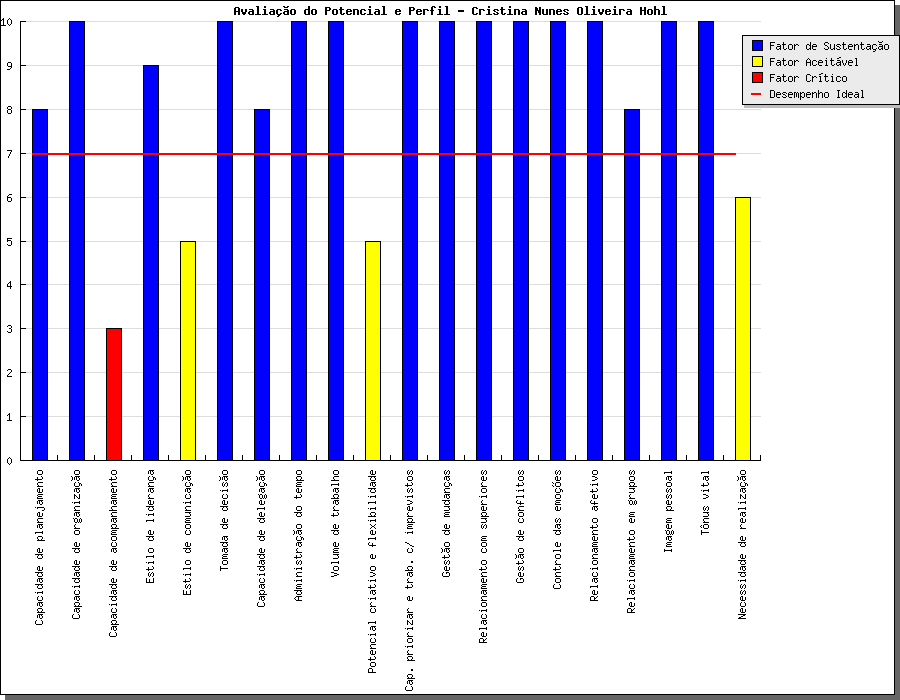 Avaliação do Potencial e Perfil - Cristina Nunes Oliveira Hohl
Fator de Sustentação
Fator Aceitável
Fator Crítico
Desempenho Ideal
10
9
8
7
6
5
4
3
2
1
0
Capacidade de planejamento
Capacidade de organização
Capacidade de acompanhamento
Estilo de liderança
Estilo de comunicação
Tomada de decisão
Capacidade de delegação
Administração do tempo
Volume de trabalho
Potencial criativo e flexibilidade
Cap. priorizar e trab. c/ imprevistos
Gestão de mudanças
Relacionamento com superiores
Gestão de conflitos
Controle das emoções
Relacionamento afetivo
Relacionamento em grupos
Imagem pessoal
Tônus vital
Necessidade de realização